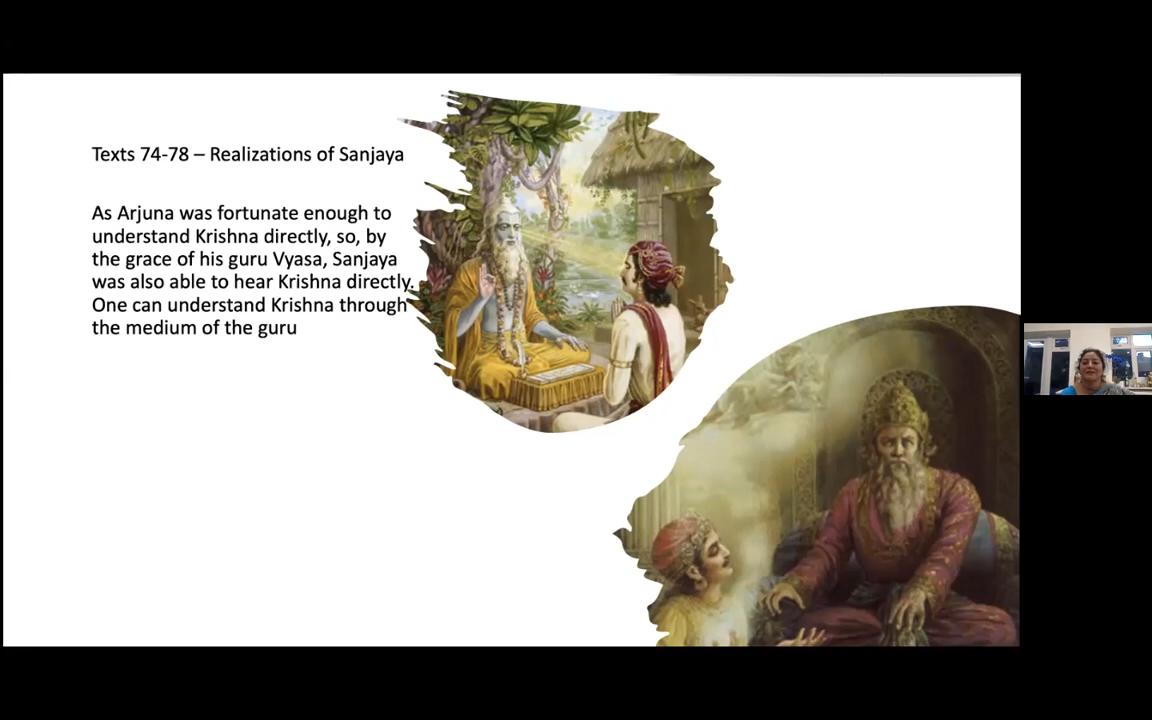 Texts 74-78 – Realizations of Sanjaya
As Arjuna was fortunate enough to
understand Krishna directly, so, by
the grace of his guru Vyasa, Sanjaya
was also able to hear Krishna directly.
One can understand Krishna through
the medium of the guru